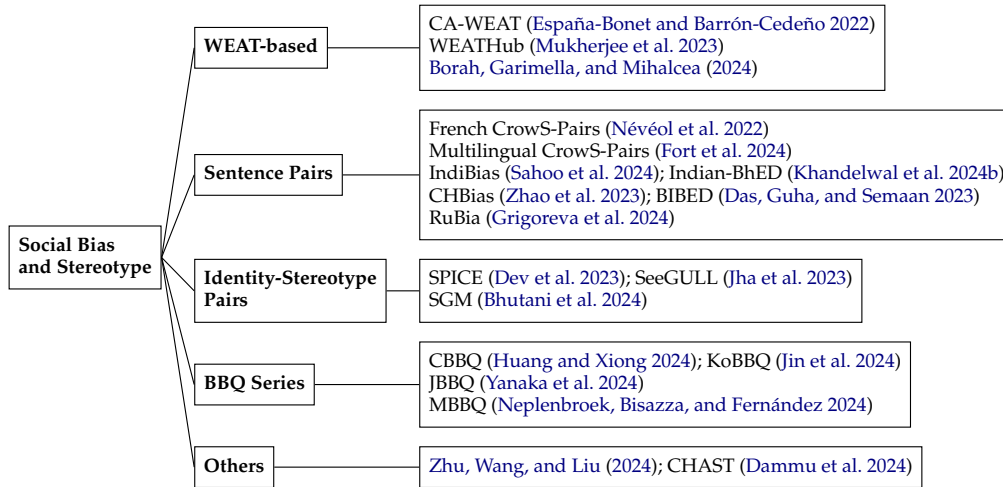 WEAT-based
CA-WEAT (España-Bonet and Barrón-Cedeño 2022)
WEATHub (Mukherjee et al. 2023)
Borah, Garimella, and Mihalcea (2024)
Sentence Pairs
French CrowS-Pairs (Névéol et al. 2022)
Multilingual CrowS-Pairs (Fort et al. 2024)
IndiBias (Sahoo et al. 2024); Indian-BhED (Khandelwal et al. 2024b)
CHBias (Zhao et al. 2023); BIBED (Das, Guha, and Semaan 2023)
RuBia (Grigoreva et al. 2024)
Social Bias
and Stereotype
Identity-Stereotype
Pairs
SPICE (Dev et al. 2023); SeeGULL (Jha et al. 2023)
SGM (Bhutani et al. 2024)
BBQ Series
CBBQ (Huang and Xiong 2024); KoBBQ (Jin et al. 2024)
JBBQ (Yanaka et al. 2024)
MBBQ (Neplenbroek, Bisazza, and Fernández 2024)
Others
Zhu, Wang, and Liu (2024); CHAST (Dammu et al. 2024)